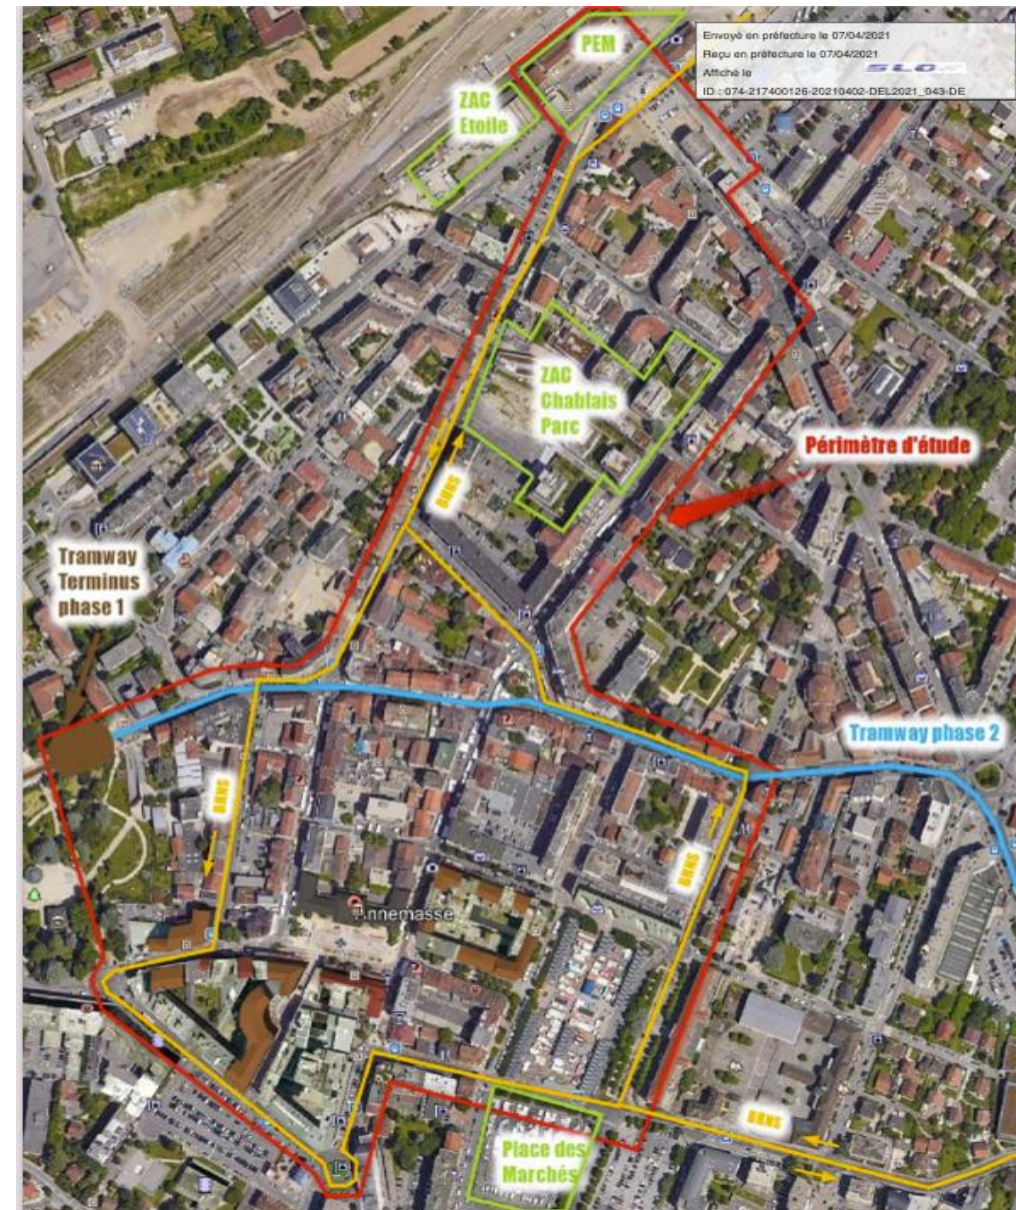 Envoyé en préfecture le 07/04/2021
Reçu en préfecture le 07/04/2021
Affiché le
SLO
ID : 074-217400126-20210402-DEL2021_043-DE
PEM
ZAC
Etoile
ZAC
Chablais
Parc
BHNS
Périmètre d'étude
Tramway
Terminus
phase 1
Tramway phase 2
BHNS
BHNS
Annemasse
BHNS
Place des
Marchés